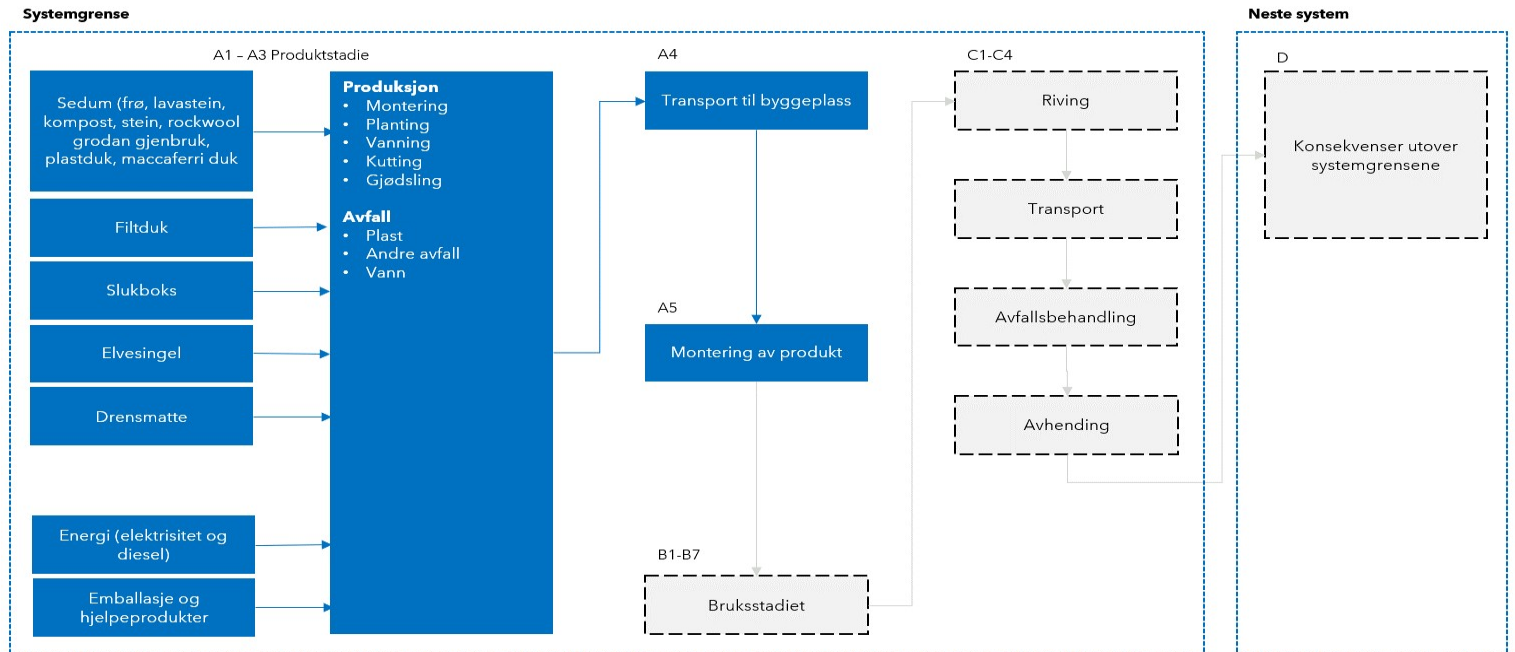 Systemgrense
Neste system
A1 – A3 Produktstadie
Sedum (frø, lavastein,
kompost, stein, rockwool
grodan gjenbruk,
plastduk, maccaferri duk
Filtduk
Slukboks
Elvesingel
Drensmatte
Energi (elektrisitet og
diesel)
Emballasje og
hjelpeprodukter
Produksjon
• Montering
• Planting
• Vanning
• Kutting
• Gjødsling
Avfall
• Plast
• Andre avfall
• Vann
A4
Transport til byggeplass
A5
Montering av produkt
B1-B7
Bruksstadiet
C1-C4
Riving
Transport
Avfallsbehandling
Avhending
D
Konsekvenser utover
systemgrensene